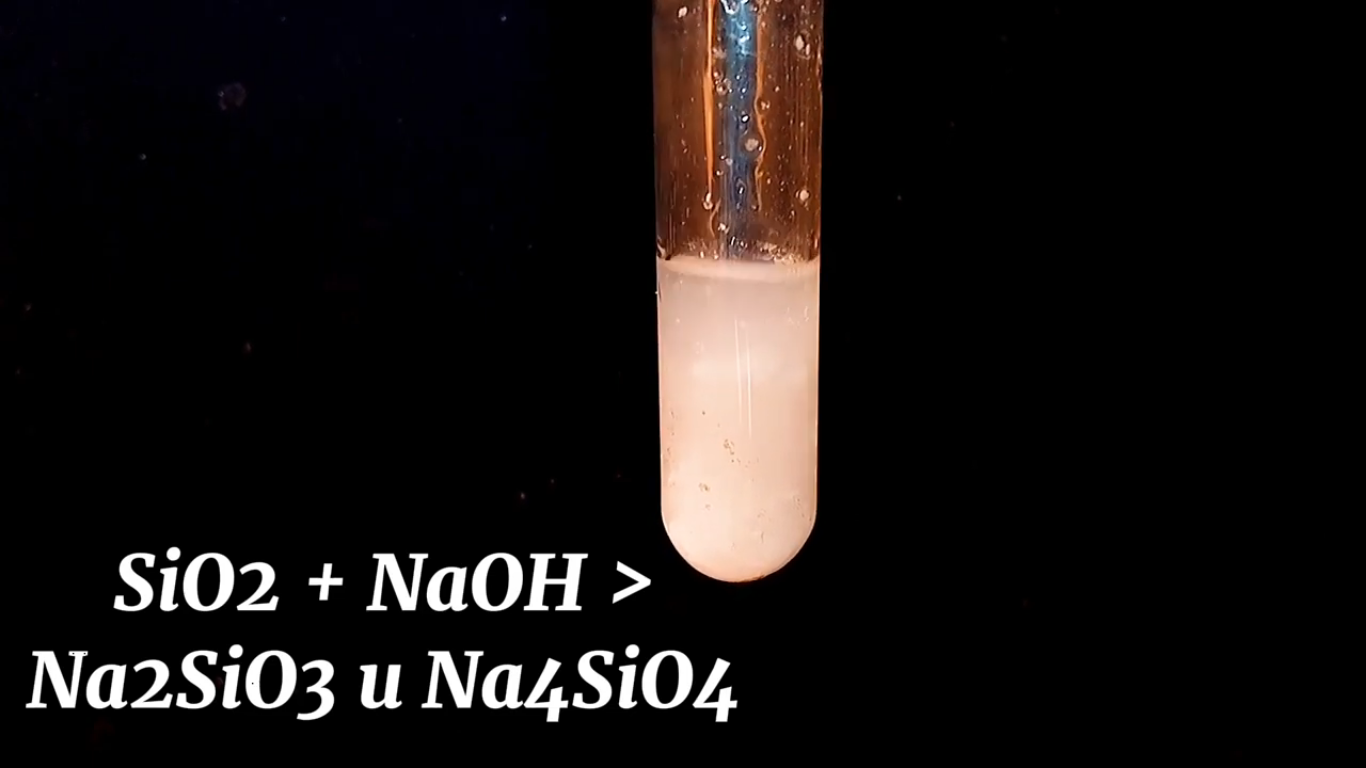 SiO2 + NaOH >
Na2SiO3 и Na4SiO4